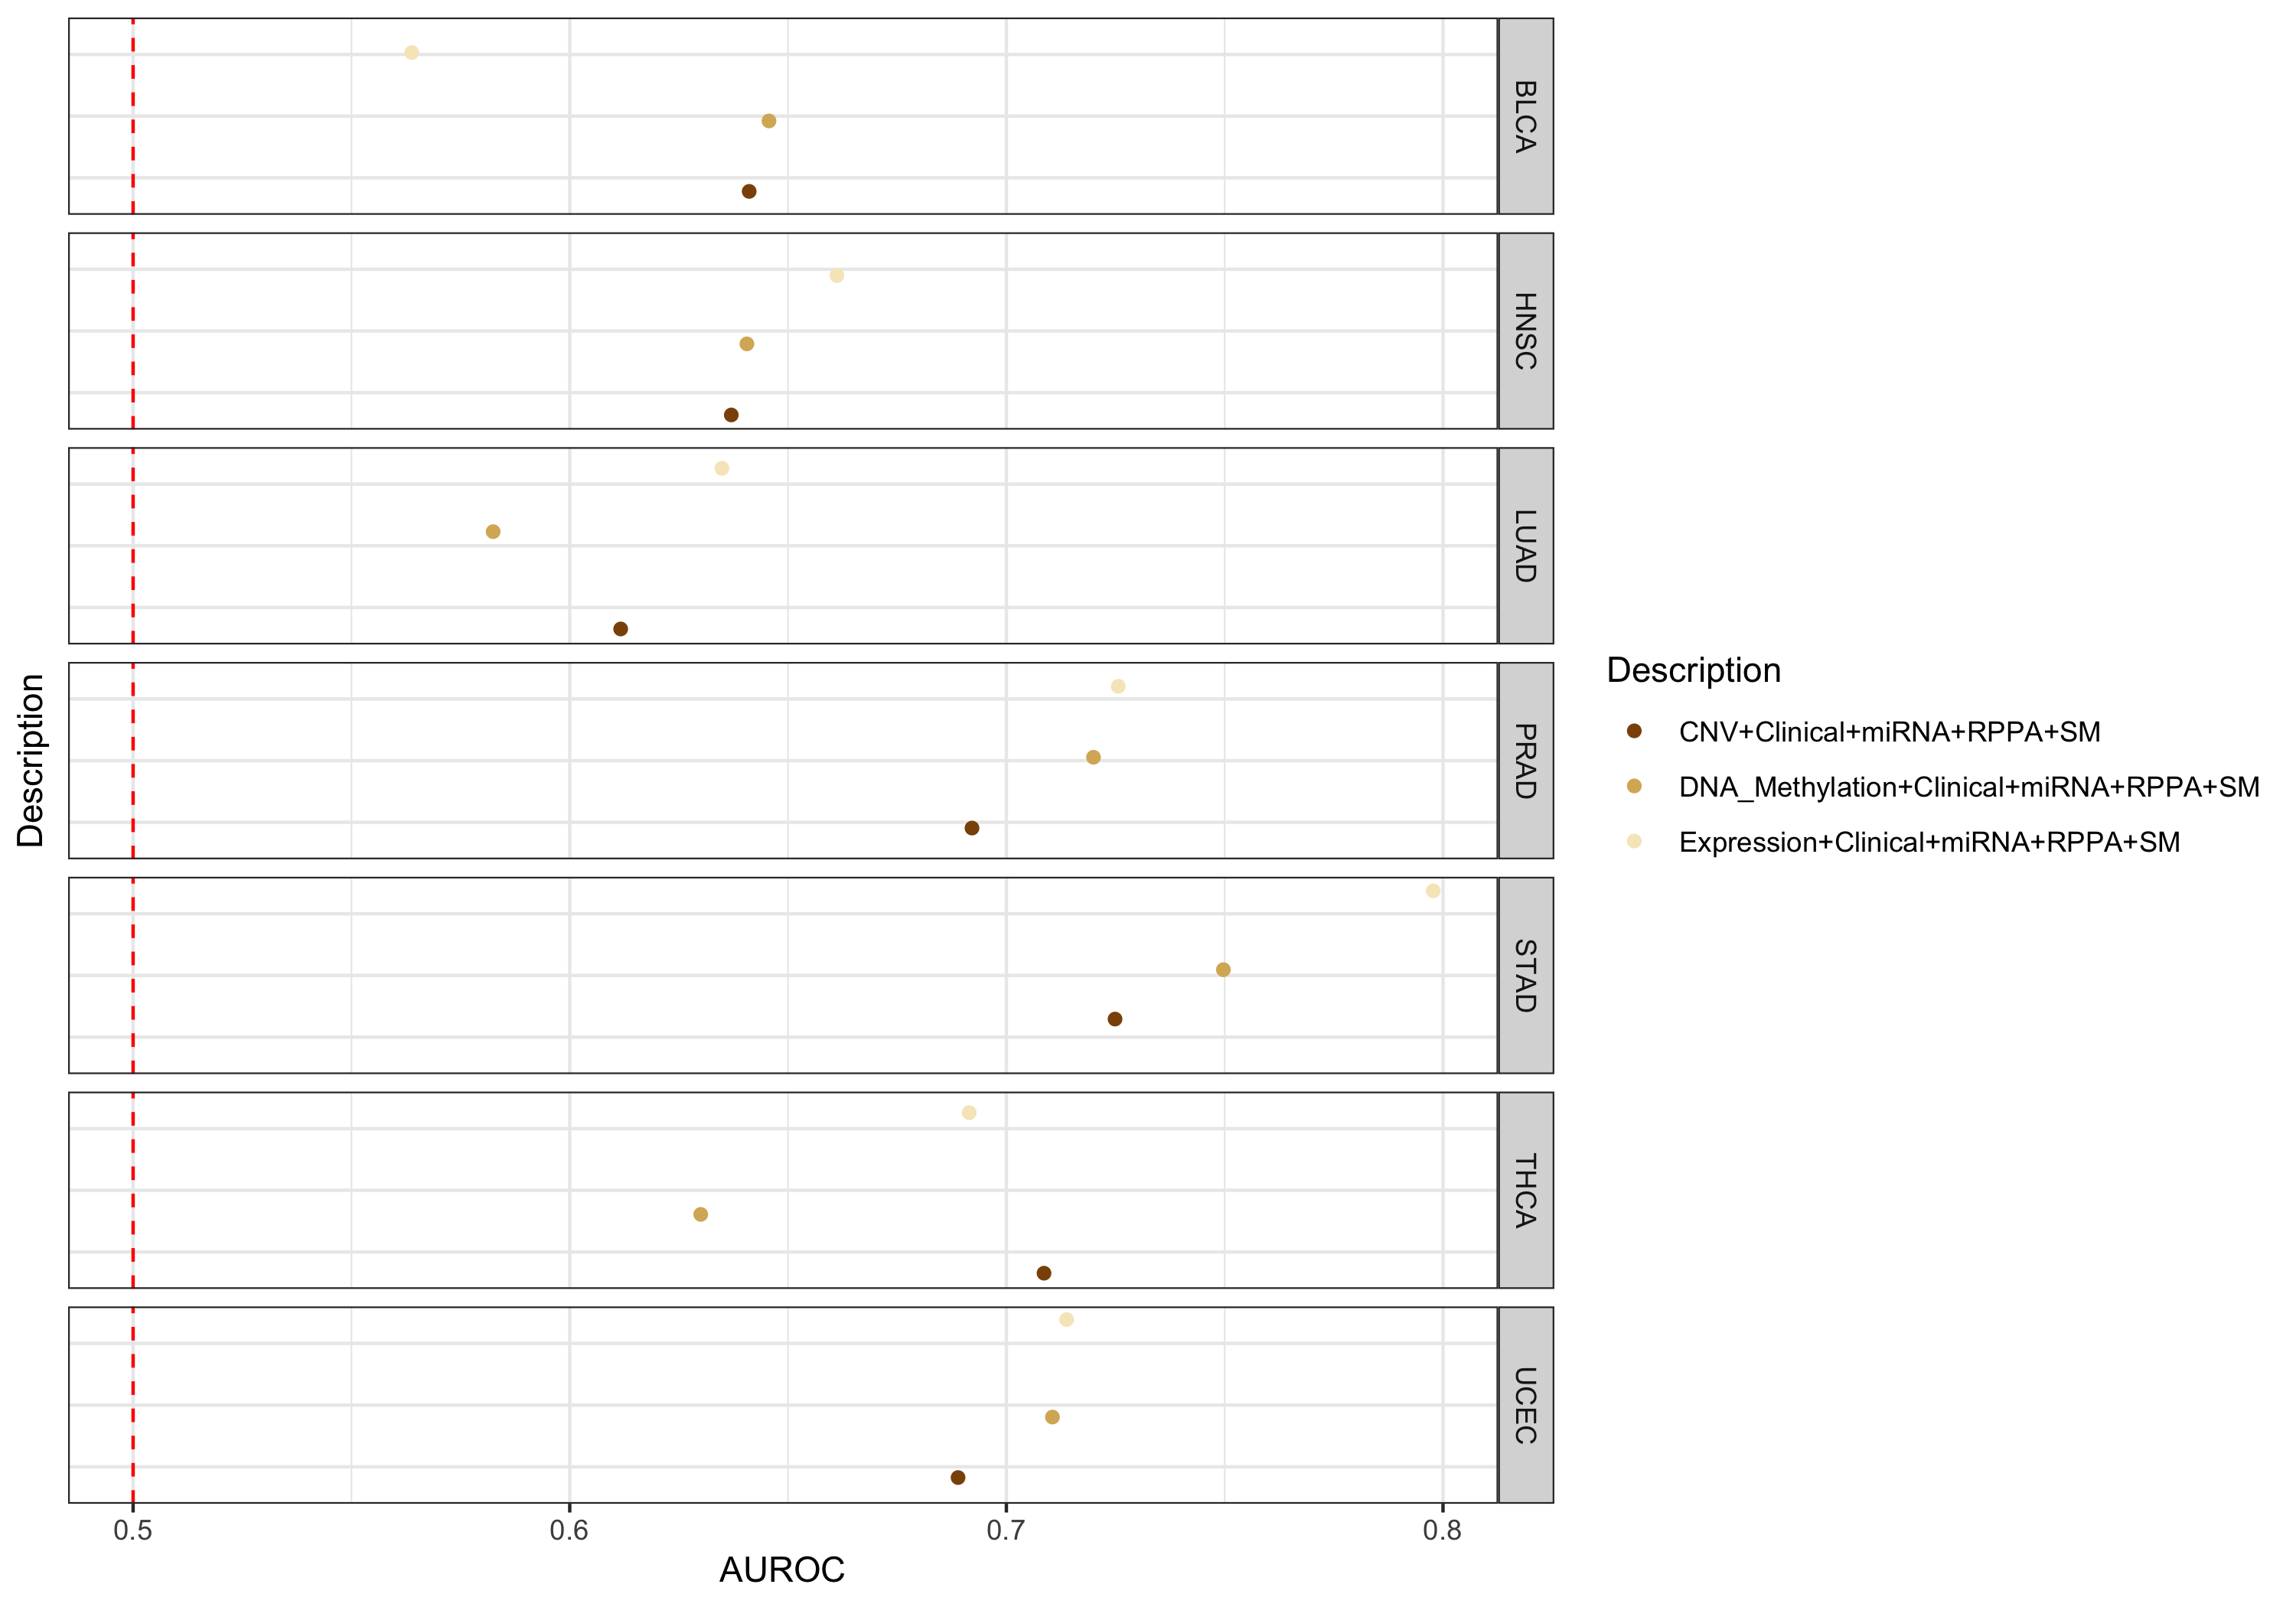 BLCA
HNSC
LUAD
PRAD
STAD
THCA
UCEC
Description
0.5 0.6 0.7 0.8
AUROC
Description
CNV+Clinical+miRNA+RPPA+SM
DNA_Methylation+Clinical+miRNA+RPPA+SM
Expression+Clinical+miRNA+RPPA+SM